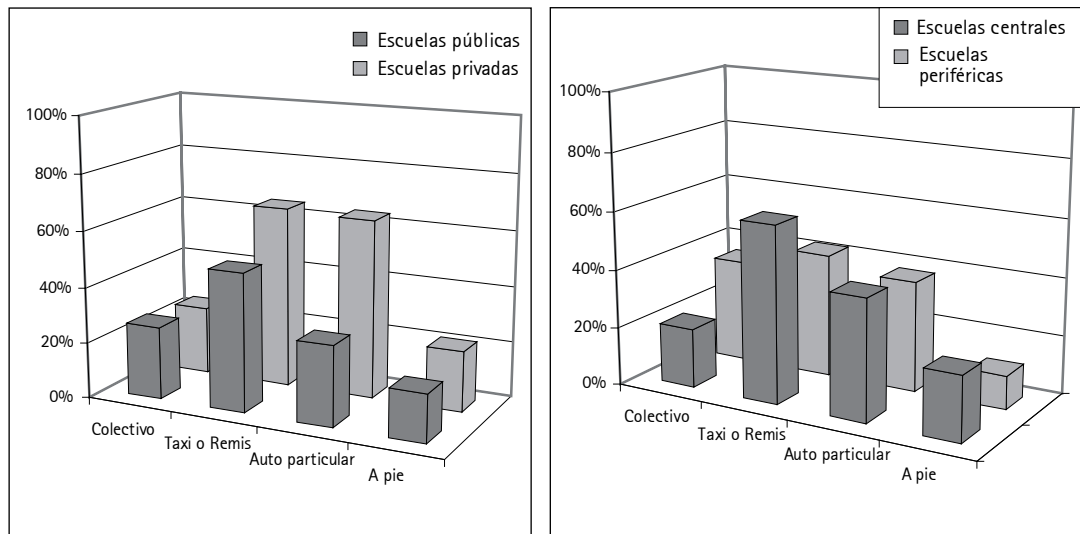 Escuelas públicas
Escuelas privadas
100%
80%
60%
40%
20%
0%
Colectivo
Taxi o Remis
Auto particular
A pie
Escuelas centrales
Escuelas
periféricas
100%
80%
60%
40%
20%
0%
Colectivo
Taxi o Remis
Auto particular
A pie